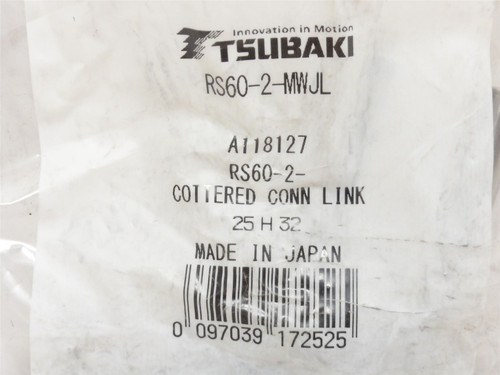 Innovation in Motion
TSUBAKI
RS60-2-MWJL
A118127
RS60-2-
COTTERED CONN LINK
25 H 32
MADE IN JAPAN
0 097039 172525